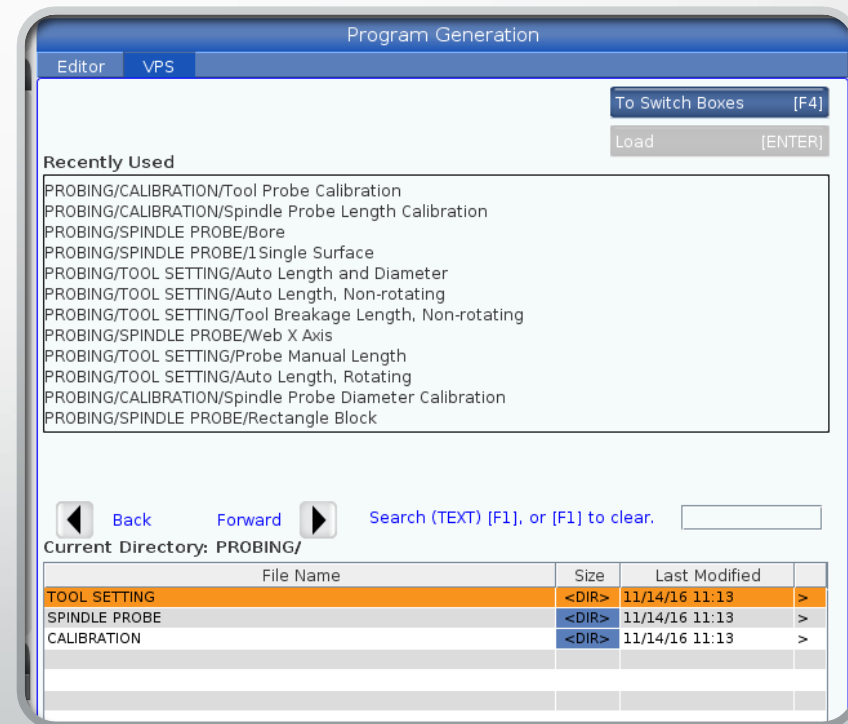 Program Generation
Editor VPS
To Switch Boxes [F4]
Load [ENTER]
Recently Used
PROBING/CALIBRATION/Tool Probe Calibration
PROBING/CALIBRATION/Spindle Probe Length Calibration
PROBING/SPINDLE PROBE/Bore
PROBING/SPINDLE PROBE/1Single Surface
PROBING/TOOL SETTING/Auto Length and Diameter
PROBING/TOOL SETTING/Auto Length, Non-rotating
PROBING/TOOL SETTING/Tool Breakage Length, Non-rotating
PROBING/SPINDLE PROBE/Web X Axis
PROBING/TOOL SETTING/Probe Manual Length
PROBING/TOOL SETTING/Auto Length, Rotating
PROBING/CALIBRATION/Spindle Probe Diameter Calibration
PROBING/SPINDLE PROBE/Rectangle Block
Back Forward Search (TEXT) [F1], or [F1] to clear.
Current Directory: PROBING/
File Name Size Last Modified
TOOL SETTING <DIR> 11/14/16 11:13 >
SPINDLE PROBE <DIR> 11/14/16 11:13 >
CALIBRATION <DIR> 11/14/16 11:13 >